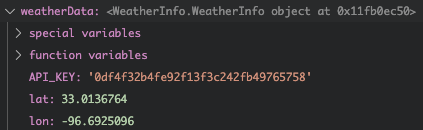 weatherData: <WeatherInfo.WeatherInfo object at 0x11fb0ec50>
special variables
function variables
API_KEY: '0df4f32b4fe92f13f3c242fb49765758'
lat: 33.0136764
lon: -96.6925096